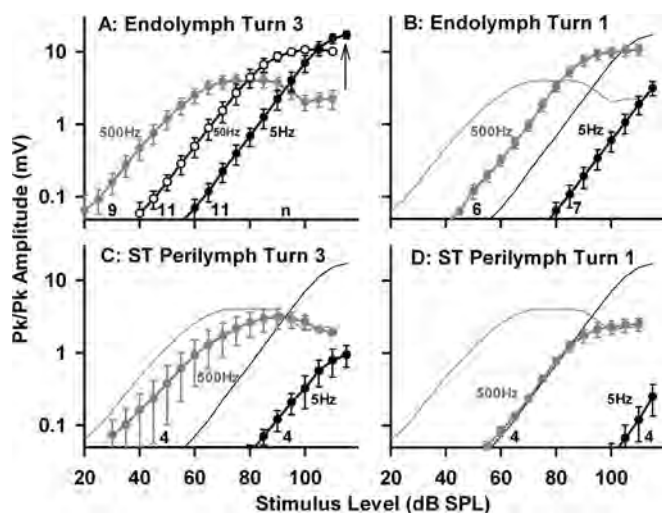 A: Endolymph Turn 3
B: Endolymph Turn 1
10
1
0.1
500Hz
50Hz
5Hz
9 11 11 n
500Hz
5Hz
6 7
Pk/Pk Amplitude (mV)
C: ST Perilymph Turn 3
D: ST Perilymph Turn 1
10
1
0.1
500Hz
5Hz
4 4
500Hz
5Hz
4 4
20 40 60 80 100
20 40 60 80 100
Stimulus Level (dB SPL)